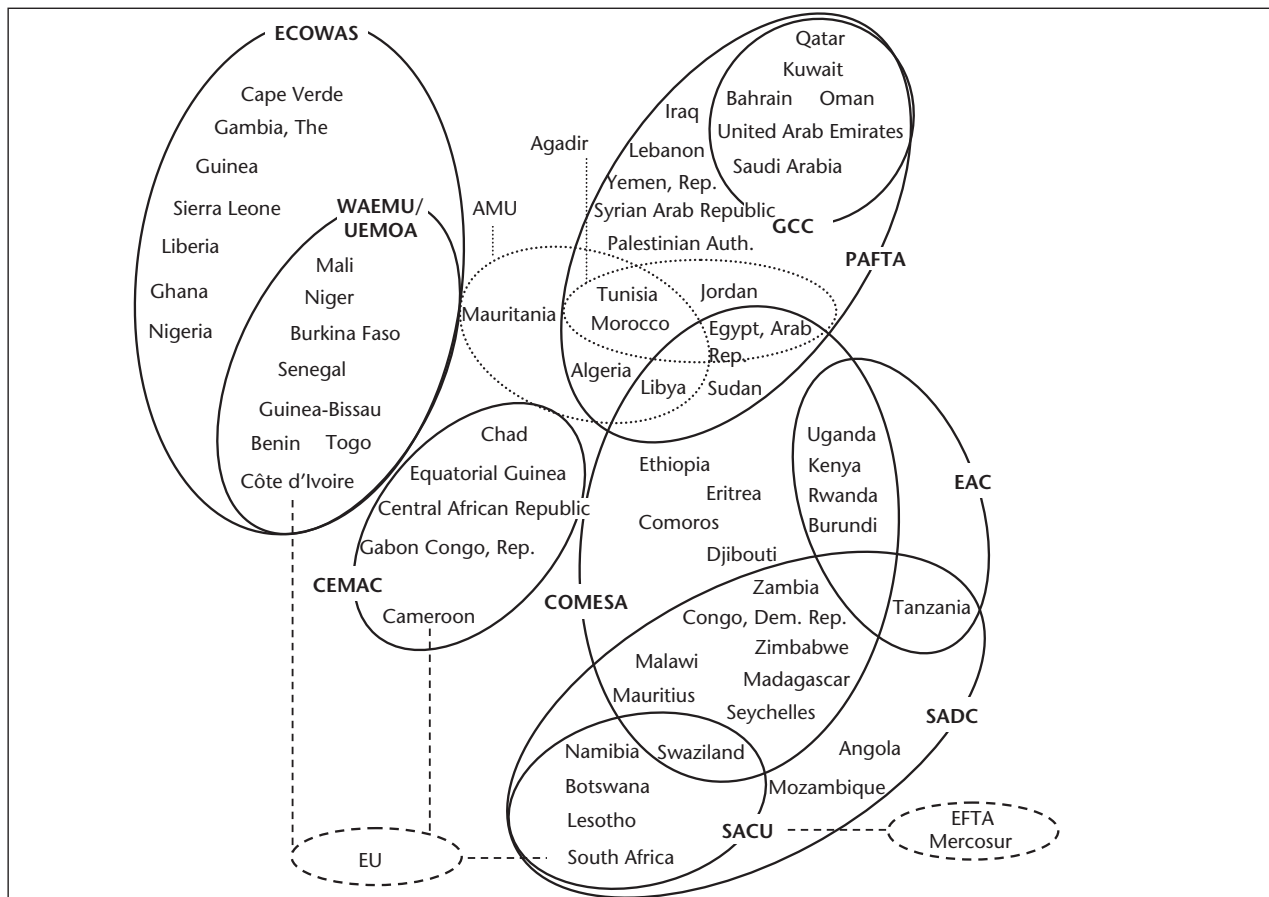 ECOWAS
Cape Verde
Gambia, The
Guinea
Sierra Leone
Liberia
Ghana
Nigeria
WAEMU/
UEMOA
Mali
Niger
Burkina Faso
Senegal
Guinea-Bissau
Benin Togo
Côte d'Ivoire
AMU
Mauritania
Agadir
Qatar
Kuwait
Bahrain Oman
United Arab Emirates
Saudi Arabia
GCC
Iraq
Lebanon
Yemen, Rep.
Syrian Arab Republic
Palestinian Auth.
PAFTA
Tunisia
Morocco
Jordan
Egypt, Arab
Rep.
Algeria
Libya
Sudan
Chad
Equatorial Guinea
Central African Republic
Gabon Congo, Rep.
CEMAC
Cameroon
Ethiopia
Eritrea
Comoros
Djibouti
COMESA
Uganda
Kenya
Rwanda
Burundi
EAC
Tanzania
Zambia
Congo, Dem. Rep.
Zimbabwe
Malawi
Madagascar
Mauritius
Seychelles
SADC
Angola
Mozambique
Namibia
Swaziland
Botswana
Lesotho
SACU
South Africa
EU
EFTA
Mercosur